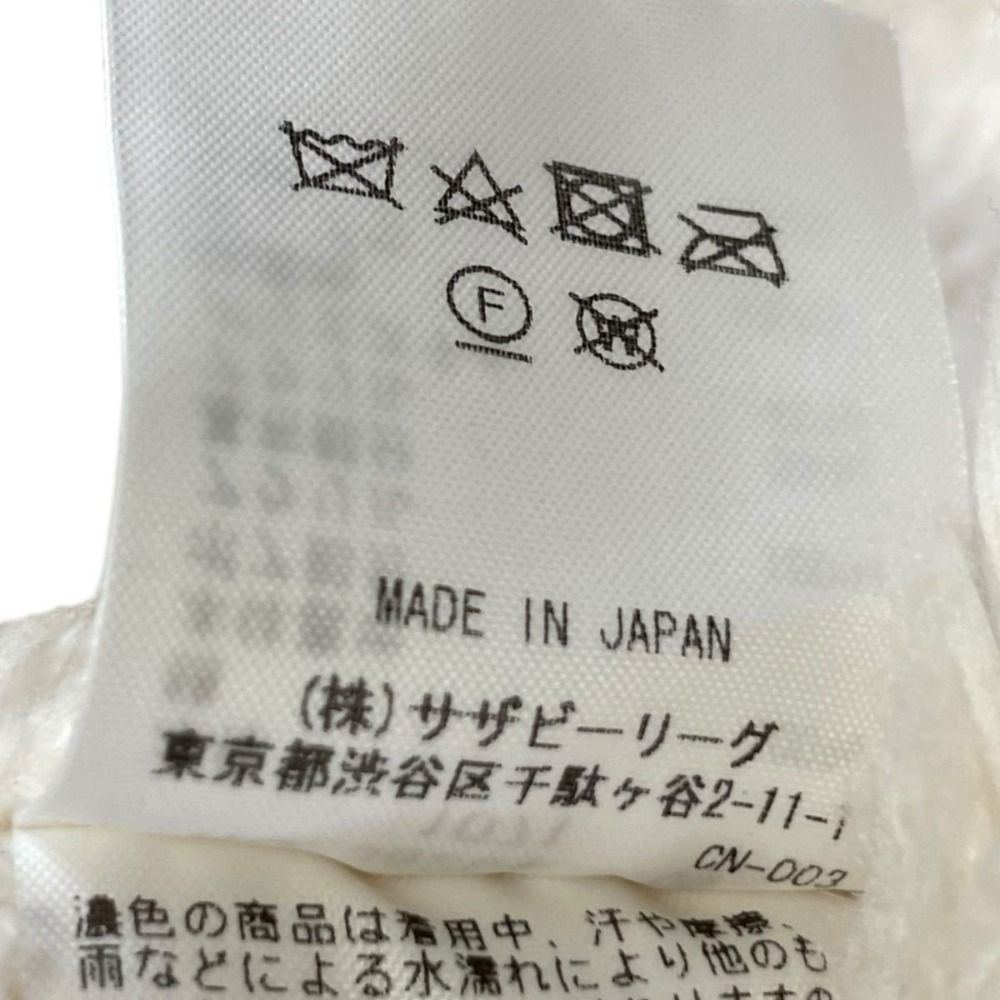 F
W
MADE IN JAPAN
(株)サザビーリーグ
東京都渋谷区千駄ヶ谷2-11-1
CN-003
濃色の商品は着用中、汗や摩擦、
雨などによる水濡れにより他のも